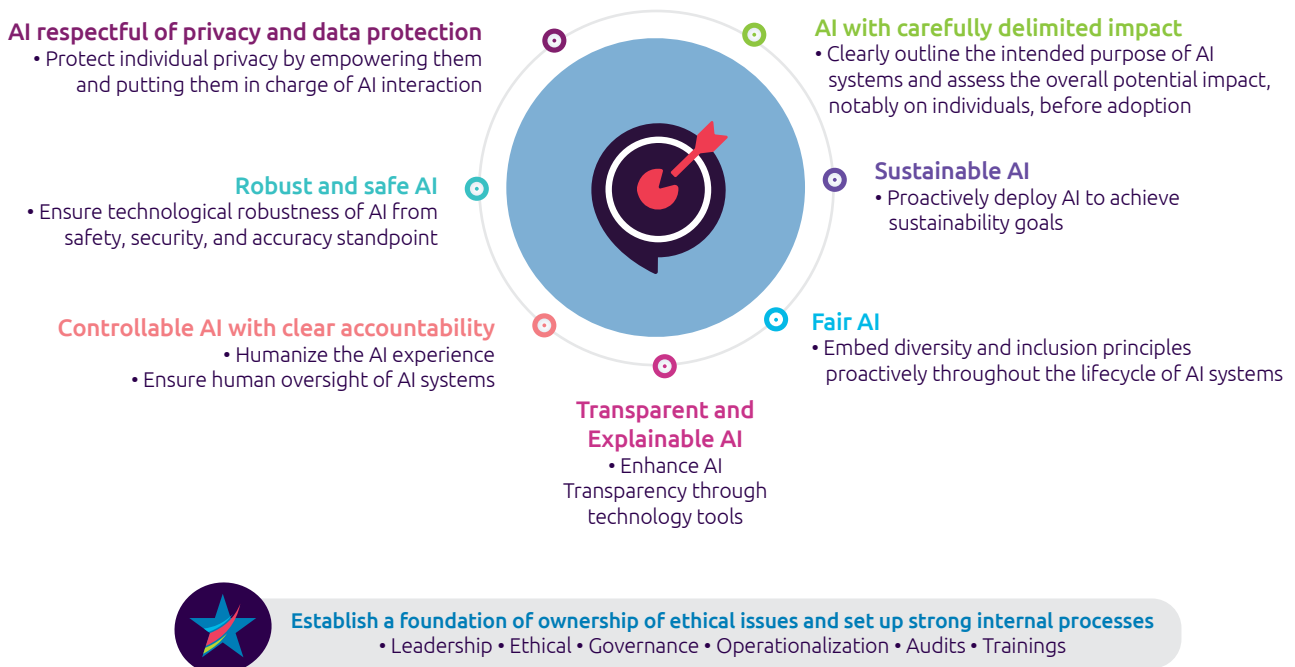 AI respectful of privacy and data protection
• Protect individual privacy by empowering them
and putting them in charge of AI interaction
AI with carefully delimited impact
• Clearly outline the intended purpose of AI
systems and assess the overall potential impact,
notably on individuals, before adoption
Robust and safe AI
• Ensure technological robustness of AI from
safety, security, and accuracy standpoint
Sustainable AI
• Proactively deploy AI to achieve
sustainability goals
Controllable AI with clear accountability
• Humanize the AI experience
• Ensure human oversight of AI systems
Fair AI
• Embed diversity and inclusion principles
proactively throughout the lifecycle of AI systems
Transparent and
Explainable AI
• Enhance AI
Transparency through
technology tools
Establish a foundation of ownership of ethical issues and set up strong internal processes
• Leadership • Ethical • Governance • Operationalization • Audits • Trainings